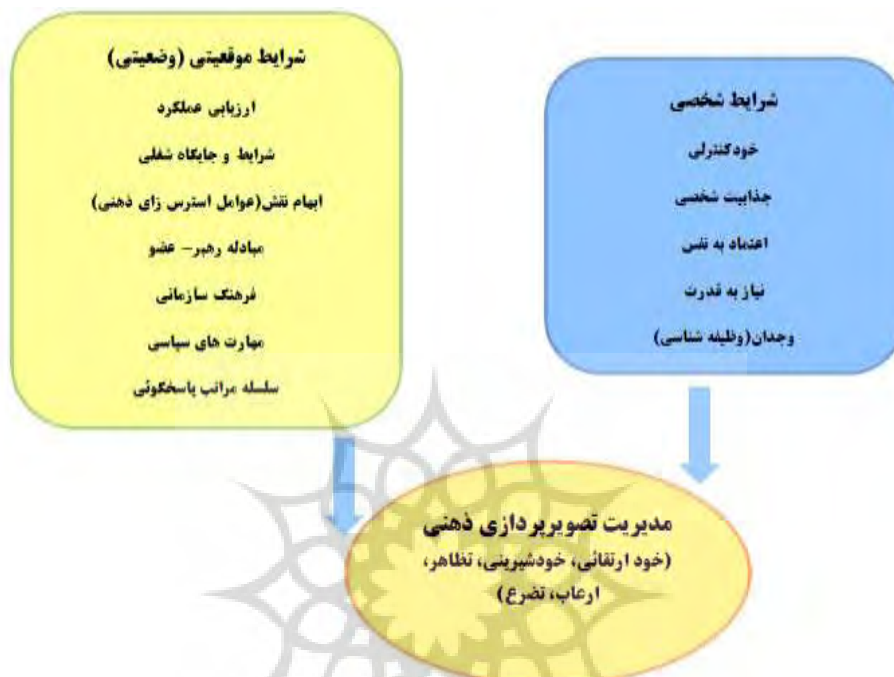 شرایط شخصی
خودکنترلی
جذابیت شخصی
اعتماد به نفس
نیاز به قدرت
وجدان(وظیفه شناسی)
شرایط موقعیتی (وضعیتی)
ارزیابی عملکرد
شرایط و جایگاه شغلی
ابهام نقش(عوامل استرس زای ذهنی)
مبادله رهبر- عضو
فرهنگ سازمانی
مهارت های سیاسی
سلسله مراتب پاسخگوئی
مدیریت تصویرپردازی ذهنی
(خود ارتقائی، خودشیرینی، تظاهر،
ارعاب، تضرع)